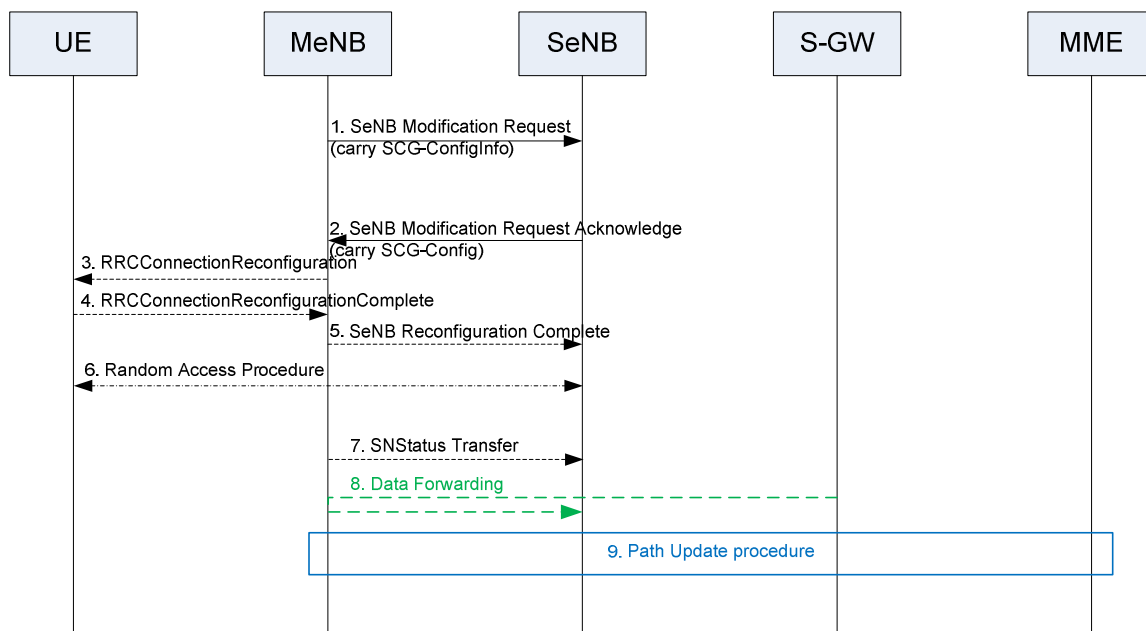 UE
MeNB
SeNB
S-GW
MME
1. SeNB Modification Request
(carry SCG-ConfigInfo)
2. SeNB Modification Request Acknowledge
(carry SCG-Config)
3. RRCConnectionReconfiguration
4. RRCConnectionReconfigurationComplete
5. SeNB Reconfiguration Complete
6. Random Access Procedure
7. SNStatus Transfer
8. Data Forwarding
9. Path Update procedure